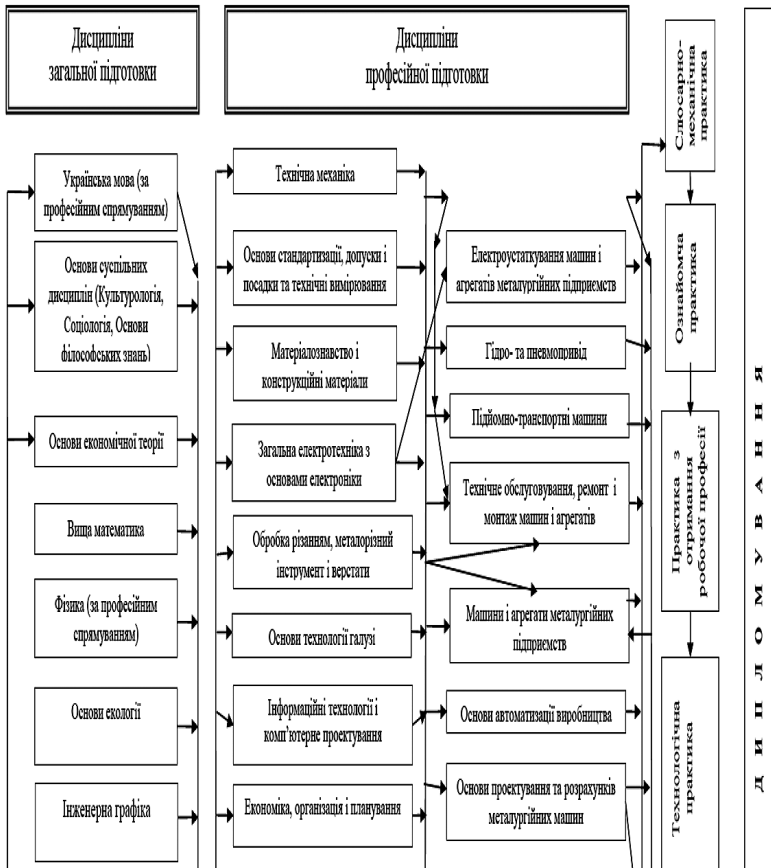 Дисципліни
загальної підготовки
Дисципліни
професійної підготовки
Українська мова (за
професійним спрямуванням)
Основи суспільних
дисциплін (Культурологія,
Соціологія, Основи
філософських знань)
Основи економічної теорії
Вища математика
Фізика (за професійним
спрямуванням)
Основи екології
Інженерна графіка
Технічна механіка
Основи стандартизації, допуски і
посадки та технічні вимірювання
Матеріалознавство і
конструкційні матеріали
Загальна електротехніка з
основами електроніки
Обробка різанням, металорізний
інструмент і верстати
Основи технології галузі
Інформаційні технології і
комп’ютерне проектування
Економіка, організація і планування
Електроустаткування машин і
агрегатів металургійних підприємств
Гідро- та пневмопривід
Підйомно-транспортні машини
Технічне обслуговування, ремонт і
монтаж машин і агрегатів
Машини і агрегати металургійних
підприємств
Основи автоматизації виробництва
Основи проектування та розрахунків
металургійних машин
Слюсарно-
механічна
практика
Ознайомча
практика
Практика з
отримання
робочої професії
Технологічна
практика
ДИПЛОМУВАННЯ